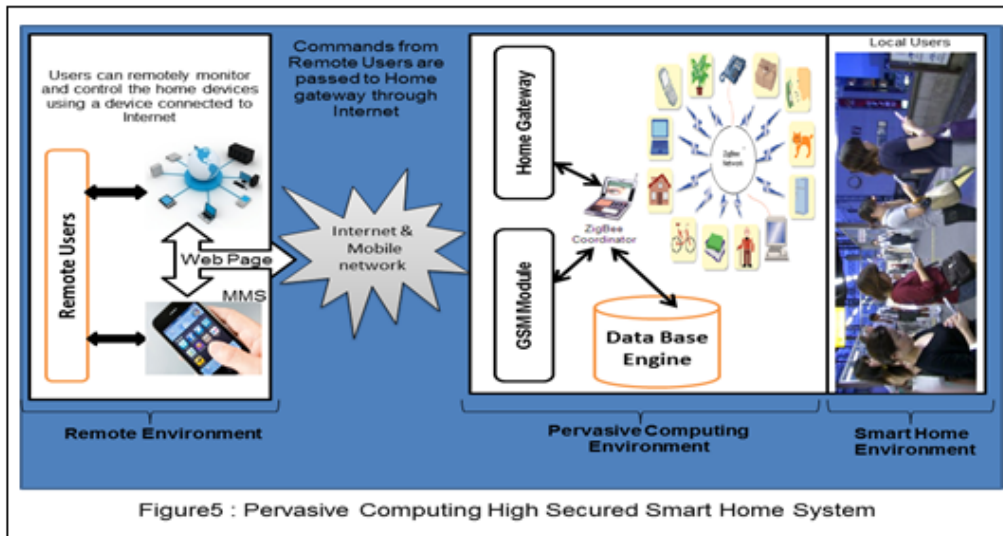 Users can remotely monitor
and control the home devices
using a device connected to
Internet
Remote Users
Web Page
MMS
Remote Environment
Commands from
Remote Users are
passed to Home
gateway through
Internet
Internet &
Mobile
network
Home Gateway
GSM Module
ZigBee
Coordinator
Zigbee
Network
Data Base
Engine
Pervasive Computing
Environment
Local Users
Smart Home
Environment
Figure5 : Pervasive Computing High Secured Smart Home System